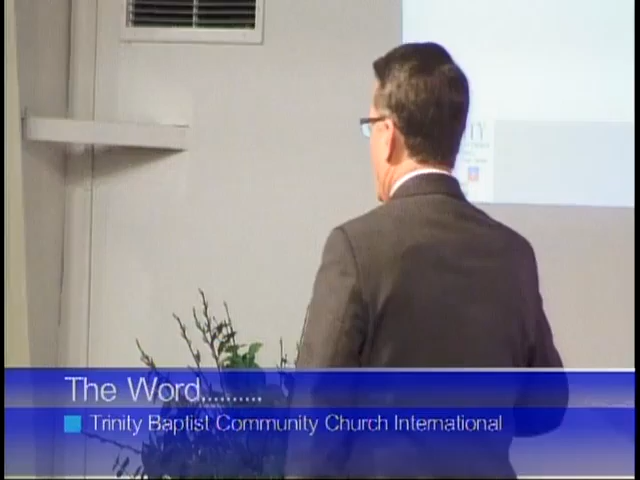 The Word..........
Trinity Baptist Community Church International